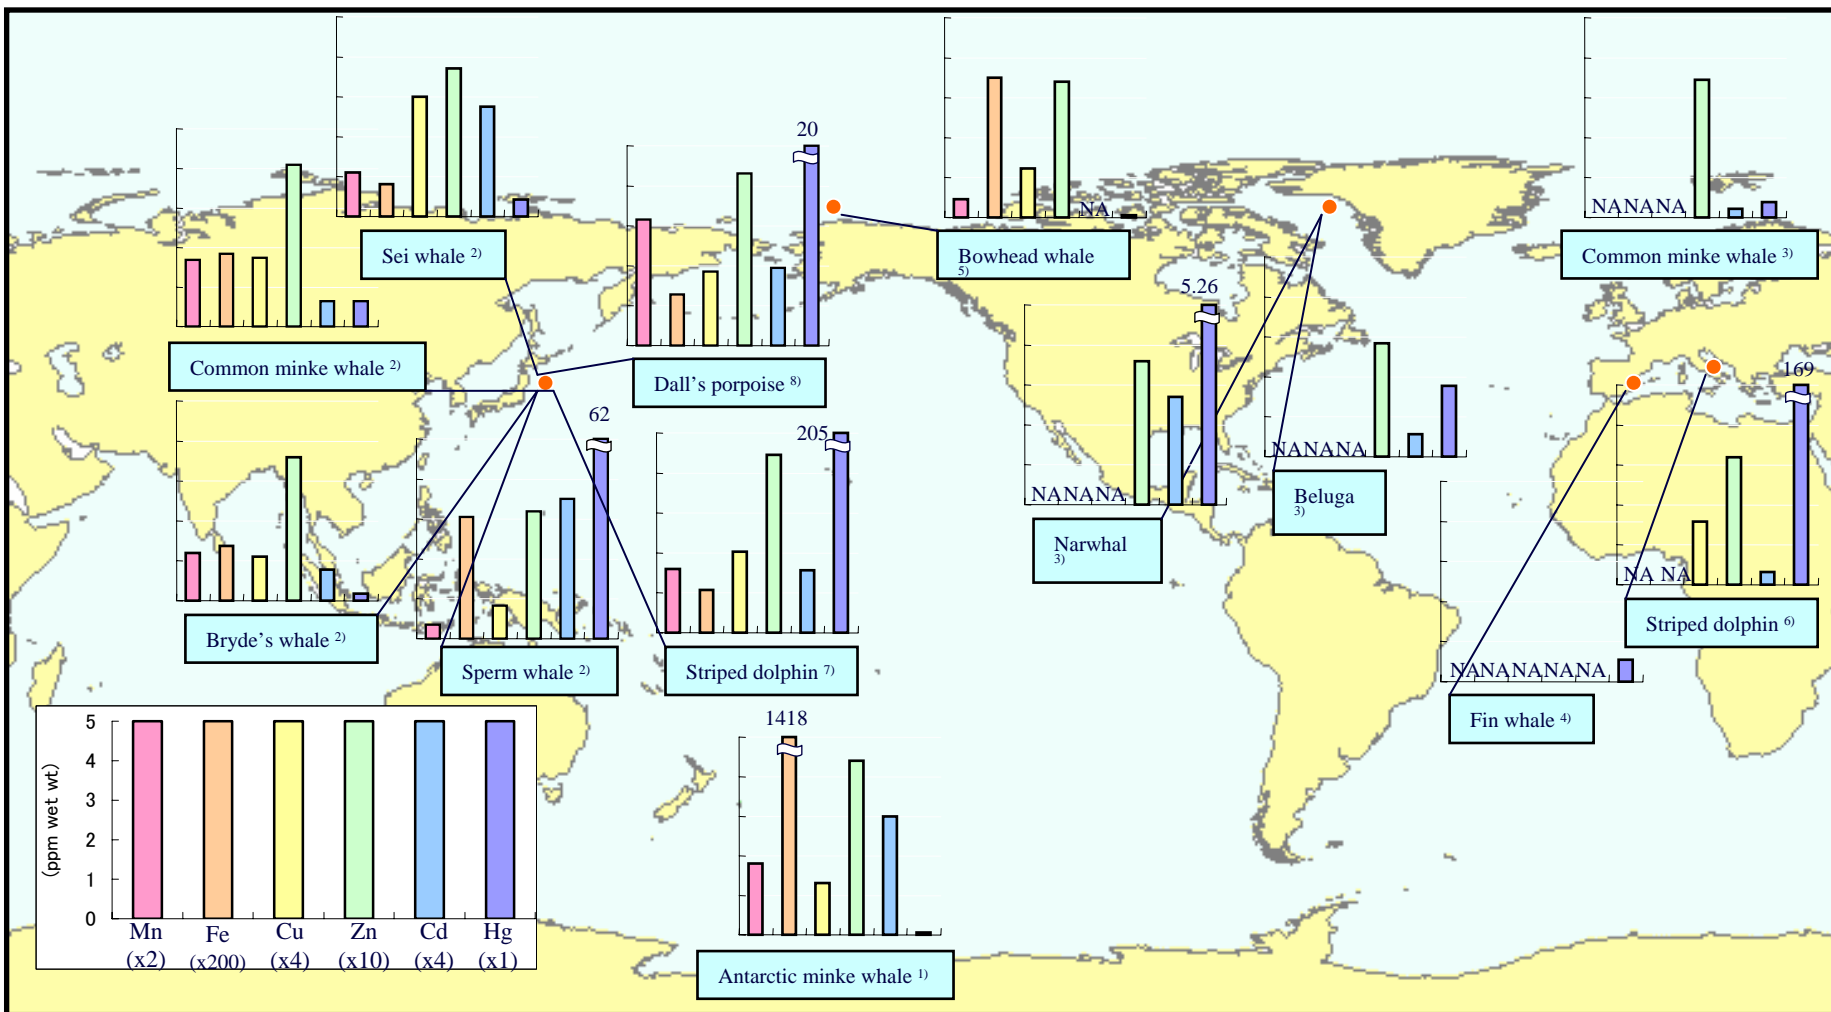 20
5.26
NA
NANANA
Sei whale 2)
Bowhead whale
5)
Common minke whale 3)
Common minke whale 2)
Dall's porpoise 8)
169
62
205
NANANA
NANANA
Beluga
3)
Narwhal
3)
NA NA
Bryde's whale 2)
Sperm whale 2)
Striped dolphin 7)
Striped dolphin 6)
NANANANANA
Fin whale 4)
1418
Antarctic minke whale 1)
(ppm wet wt)
5
4
3
2
1
0
Mn Fe Cu Zn Cd Hg
(x2) (x200) (x4) (x10) (x4) (x1)